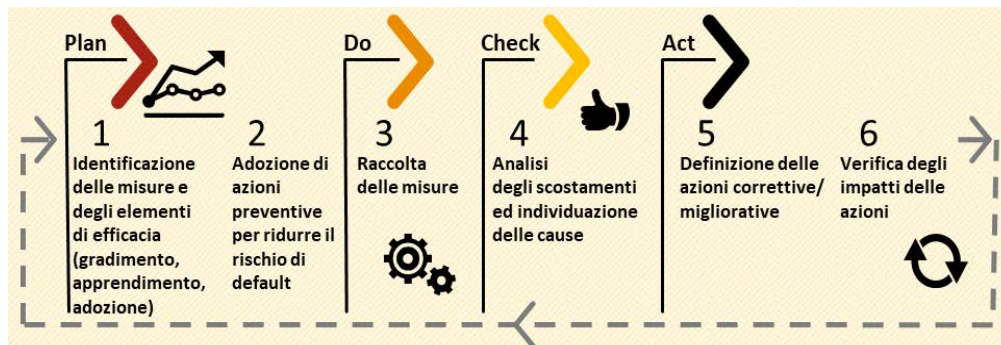 Plan
1
Identificazione
delle misure e
degli elementi
di efficacia
(gradimento,
apprendimento,
adozione)
2
Adozione di
azioni
preventive
per ridurre il
rischio di
default
Do
3
Raccolta
delle misure
Check
4
Analisi
degli scostamenti
ed individuazione
delle cause
Act
5
Definizione delle
azioni correttive/
migliorative
6
Verifica degli
impatti delle
azioni